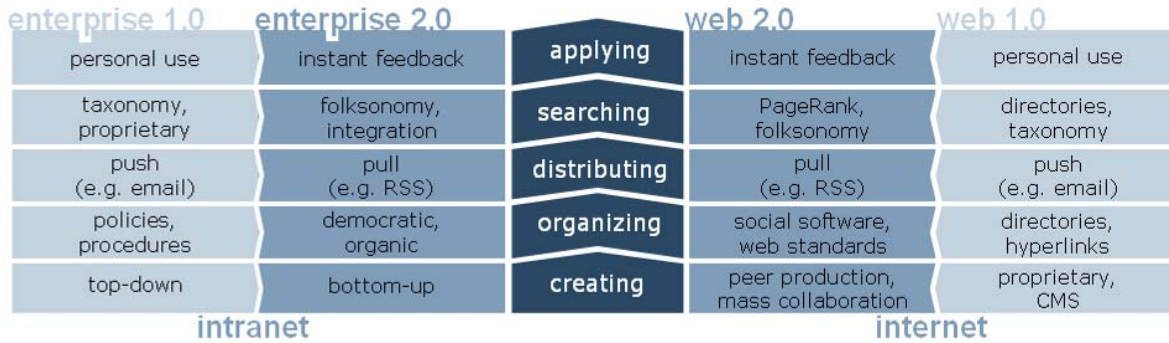 enterprise 1.0 enterprise 2.0 web 2.0 web 1.0
personal use instant feedback applying instant feedback personal use
taxonomy, folksonomy, searching PageRank, directories,
proprietary integration folksonomy taxonomy
push pull distributing pull push
(e.g. email) (e.g. RSS) (e.g. RSS) (e.g. email)
policies, democratic, organizing social software, directories,
procedures organic web standards hyperlinks
top-down bottom-up creating peer production, proprietary,
mass collaboration CMS
intranet internet